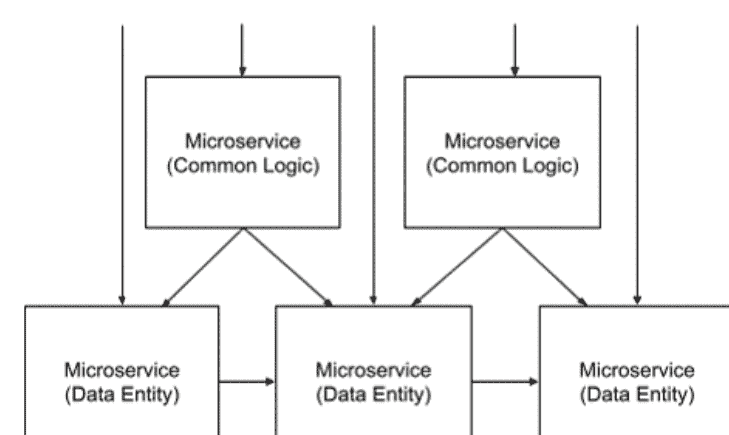 Microservice
(Common Logic)
Microservice
(Common Logic)
Microservice
(Data Entity)
Microservice
(Data Entity)
Microservice
(Data Entity)